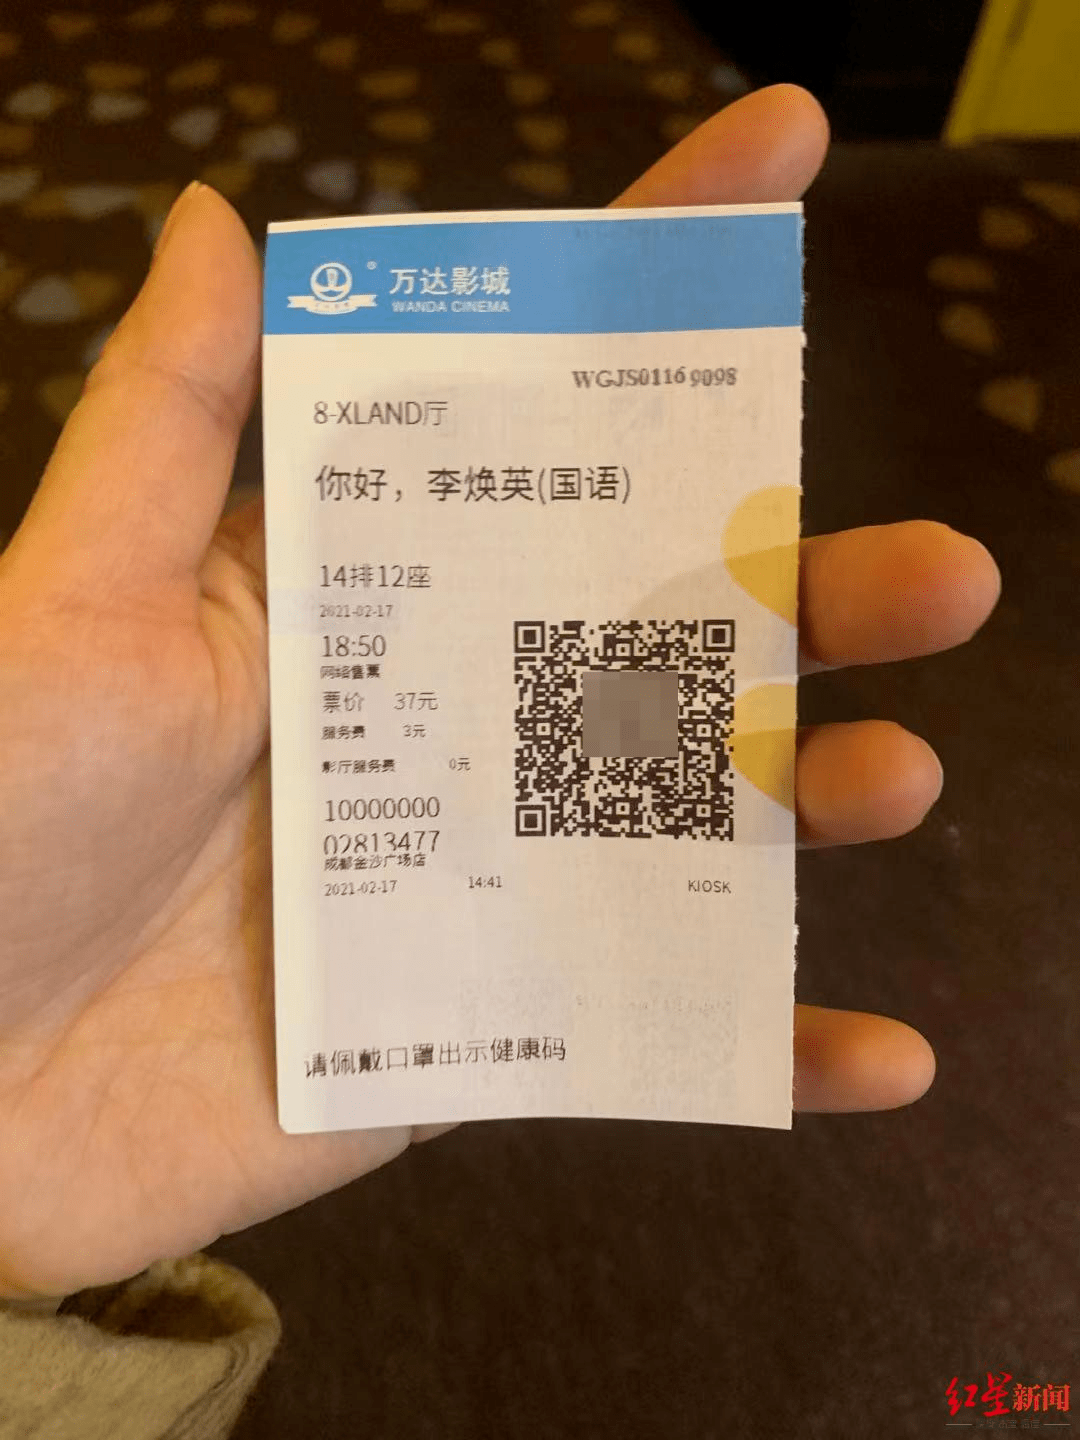 万达影城
WANDA CINEMA
WGJS01169098
8-XLAND厅
你好，李焕英(国语)
14排12座
2021-02-17
18:50
网络售票
票价 37元
服务费 3元
影厅服务费 0元
10000000
02813477
成都金沙广场店
2021-02-17 14:41 KIOSK
请佩戴口罩出示健康码
红星新闻